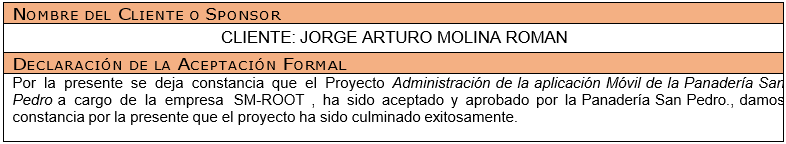 NOMBRE DEL CLIENTE O SPONSOR
CLIENTE: JORGE ARTURO MOLINA ROMAN
DECLARACIÓN DE LA ACEPTACIÓN FORMAL
Por la presente se deja constancia que el Proyecto Administración de la aplicación Móvil de la Panadería San
Pedro a cargo de la empresa SM-ROOT , ha sido aceptado y aprobado por la Panadería San Pedro., damos
constancia por la presente que el proyecto ha sido culminado exitosamente.